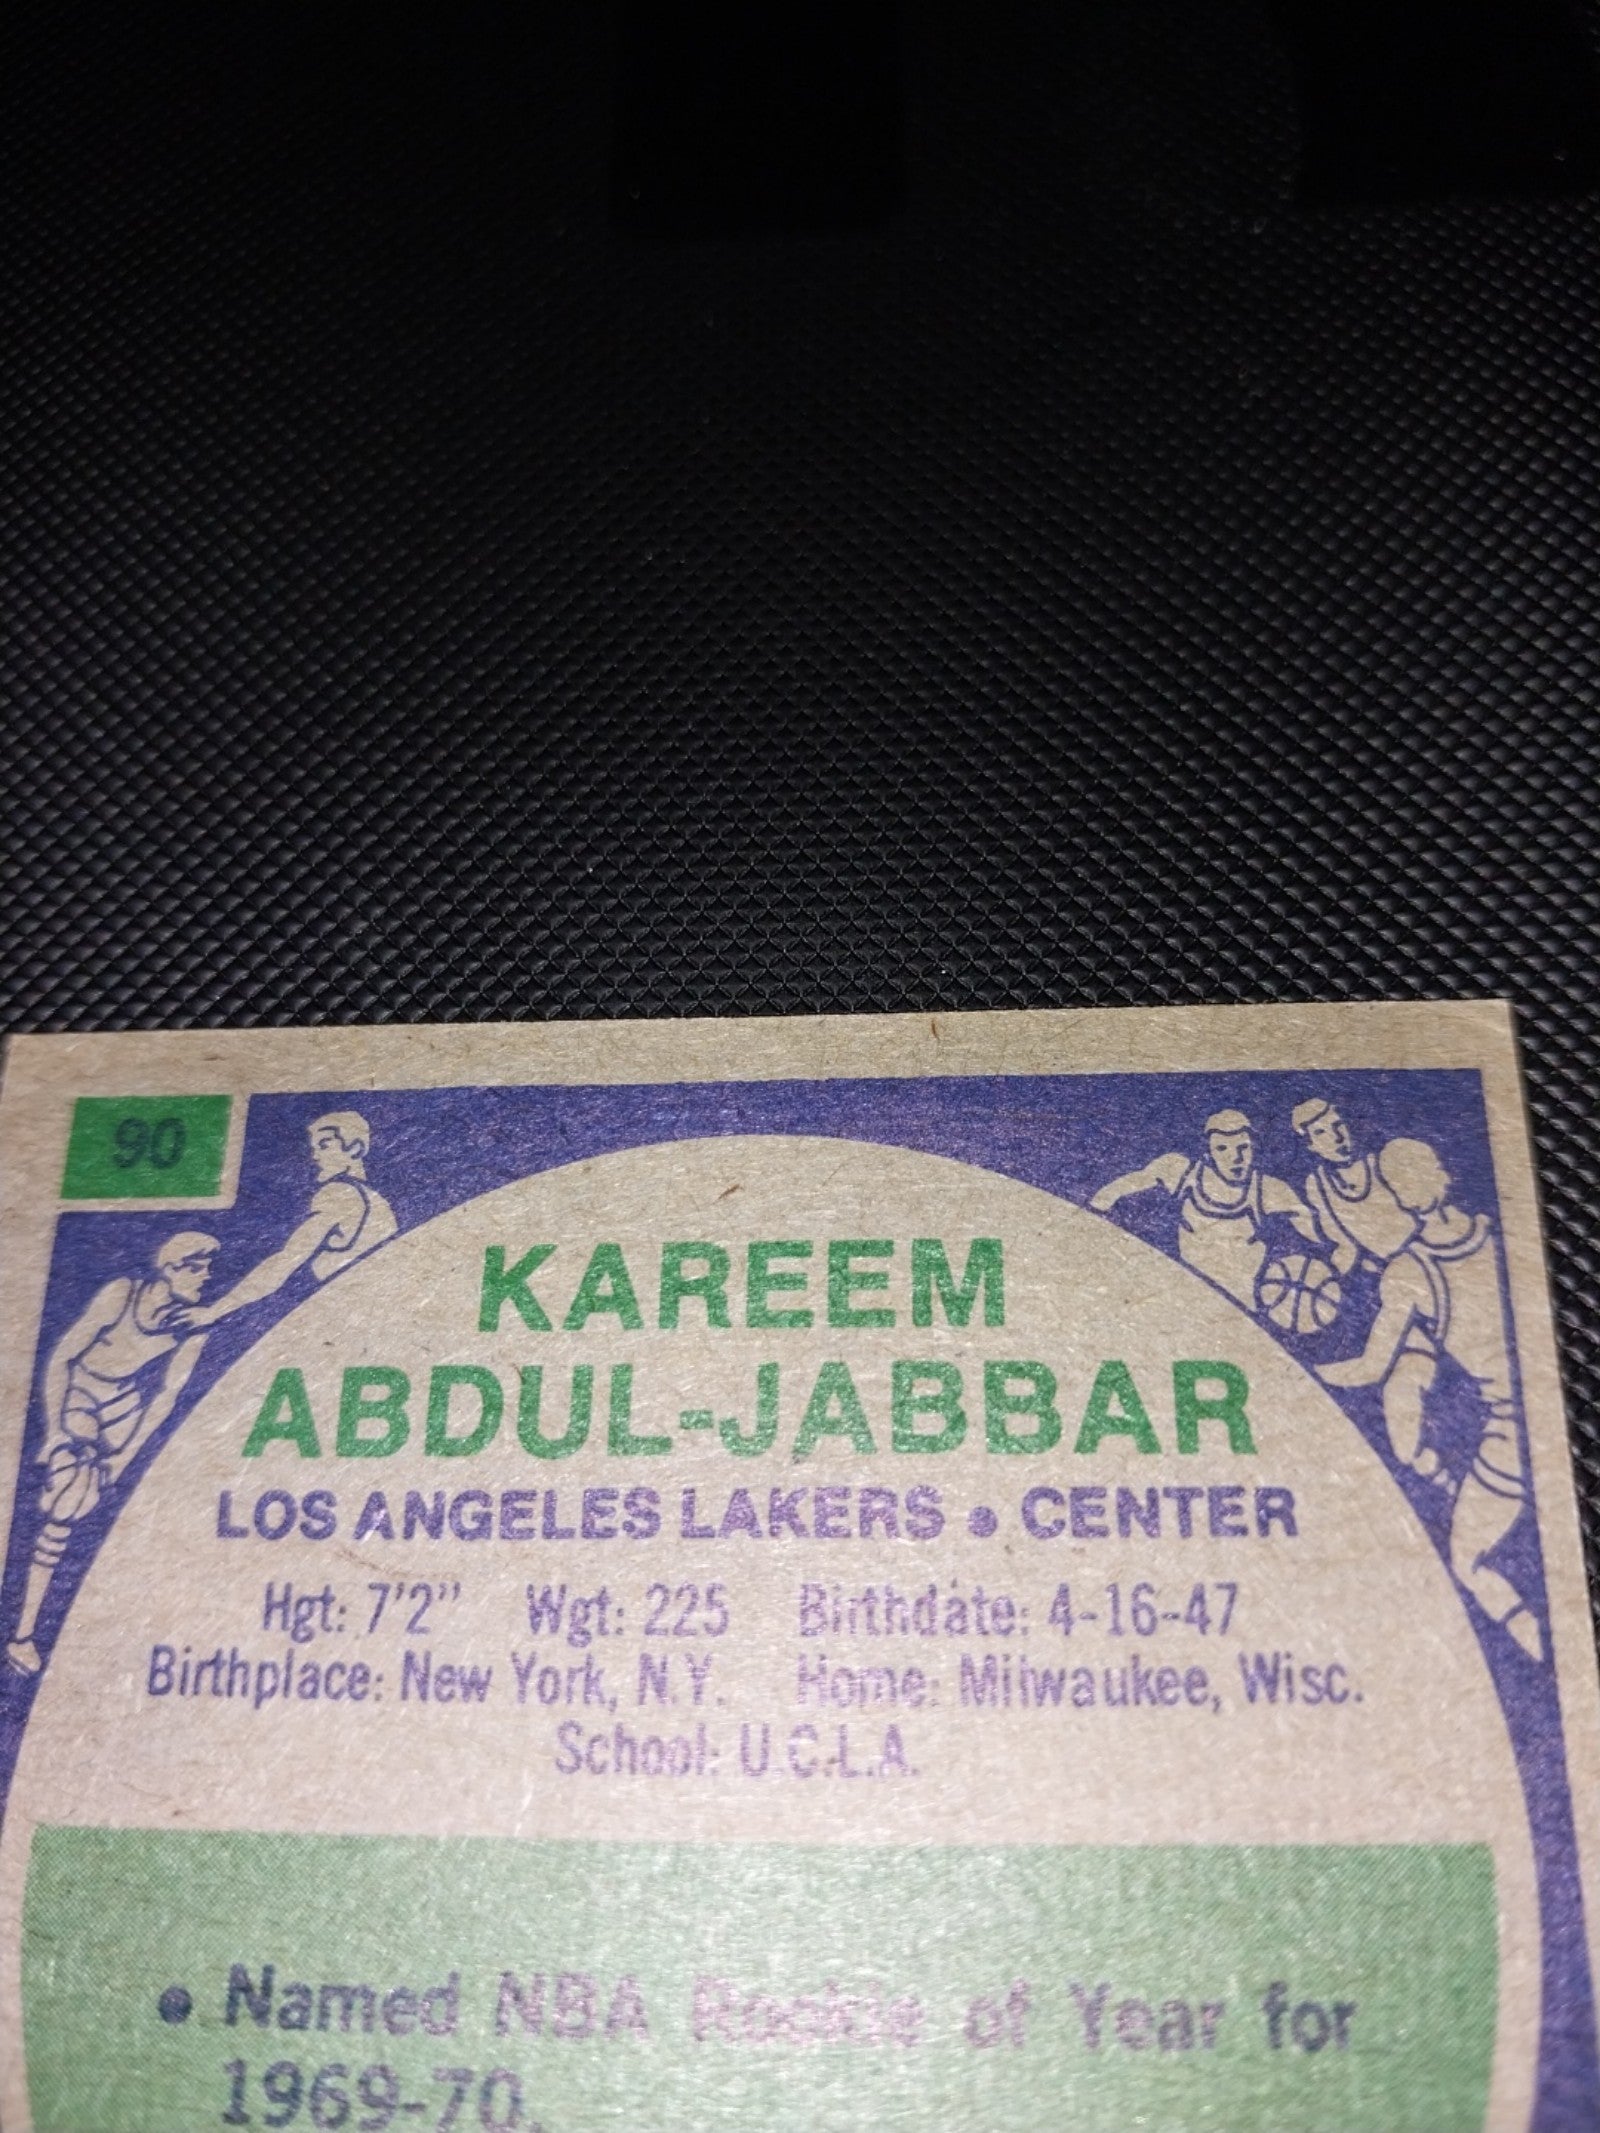 90
KAREEM
ABDUL-JABBAR
LOS ANGELES LAKERS • CENTER
Hgt: 7'2" Wgt: 225 Birthdate: 4-16-47
Birthplace: New York, N.Y. Home: Milwaukee, Wisc.
School: U.C.L.A.
• Named NBA Rookie of Year for
1969-70.